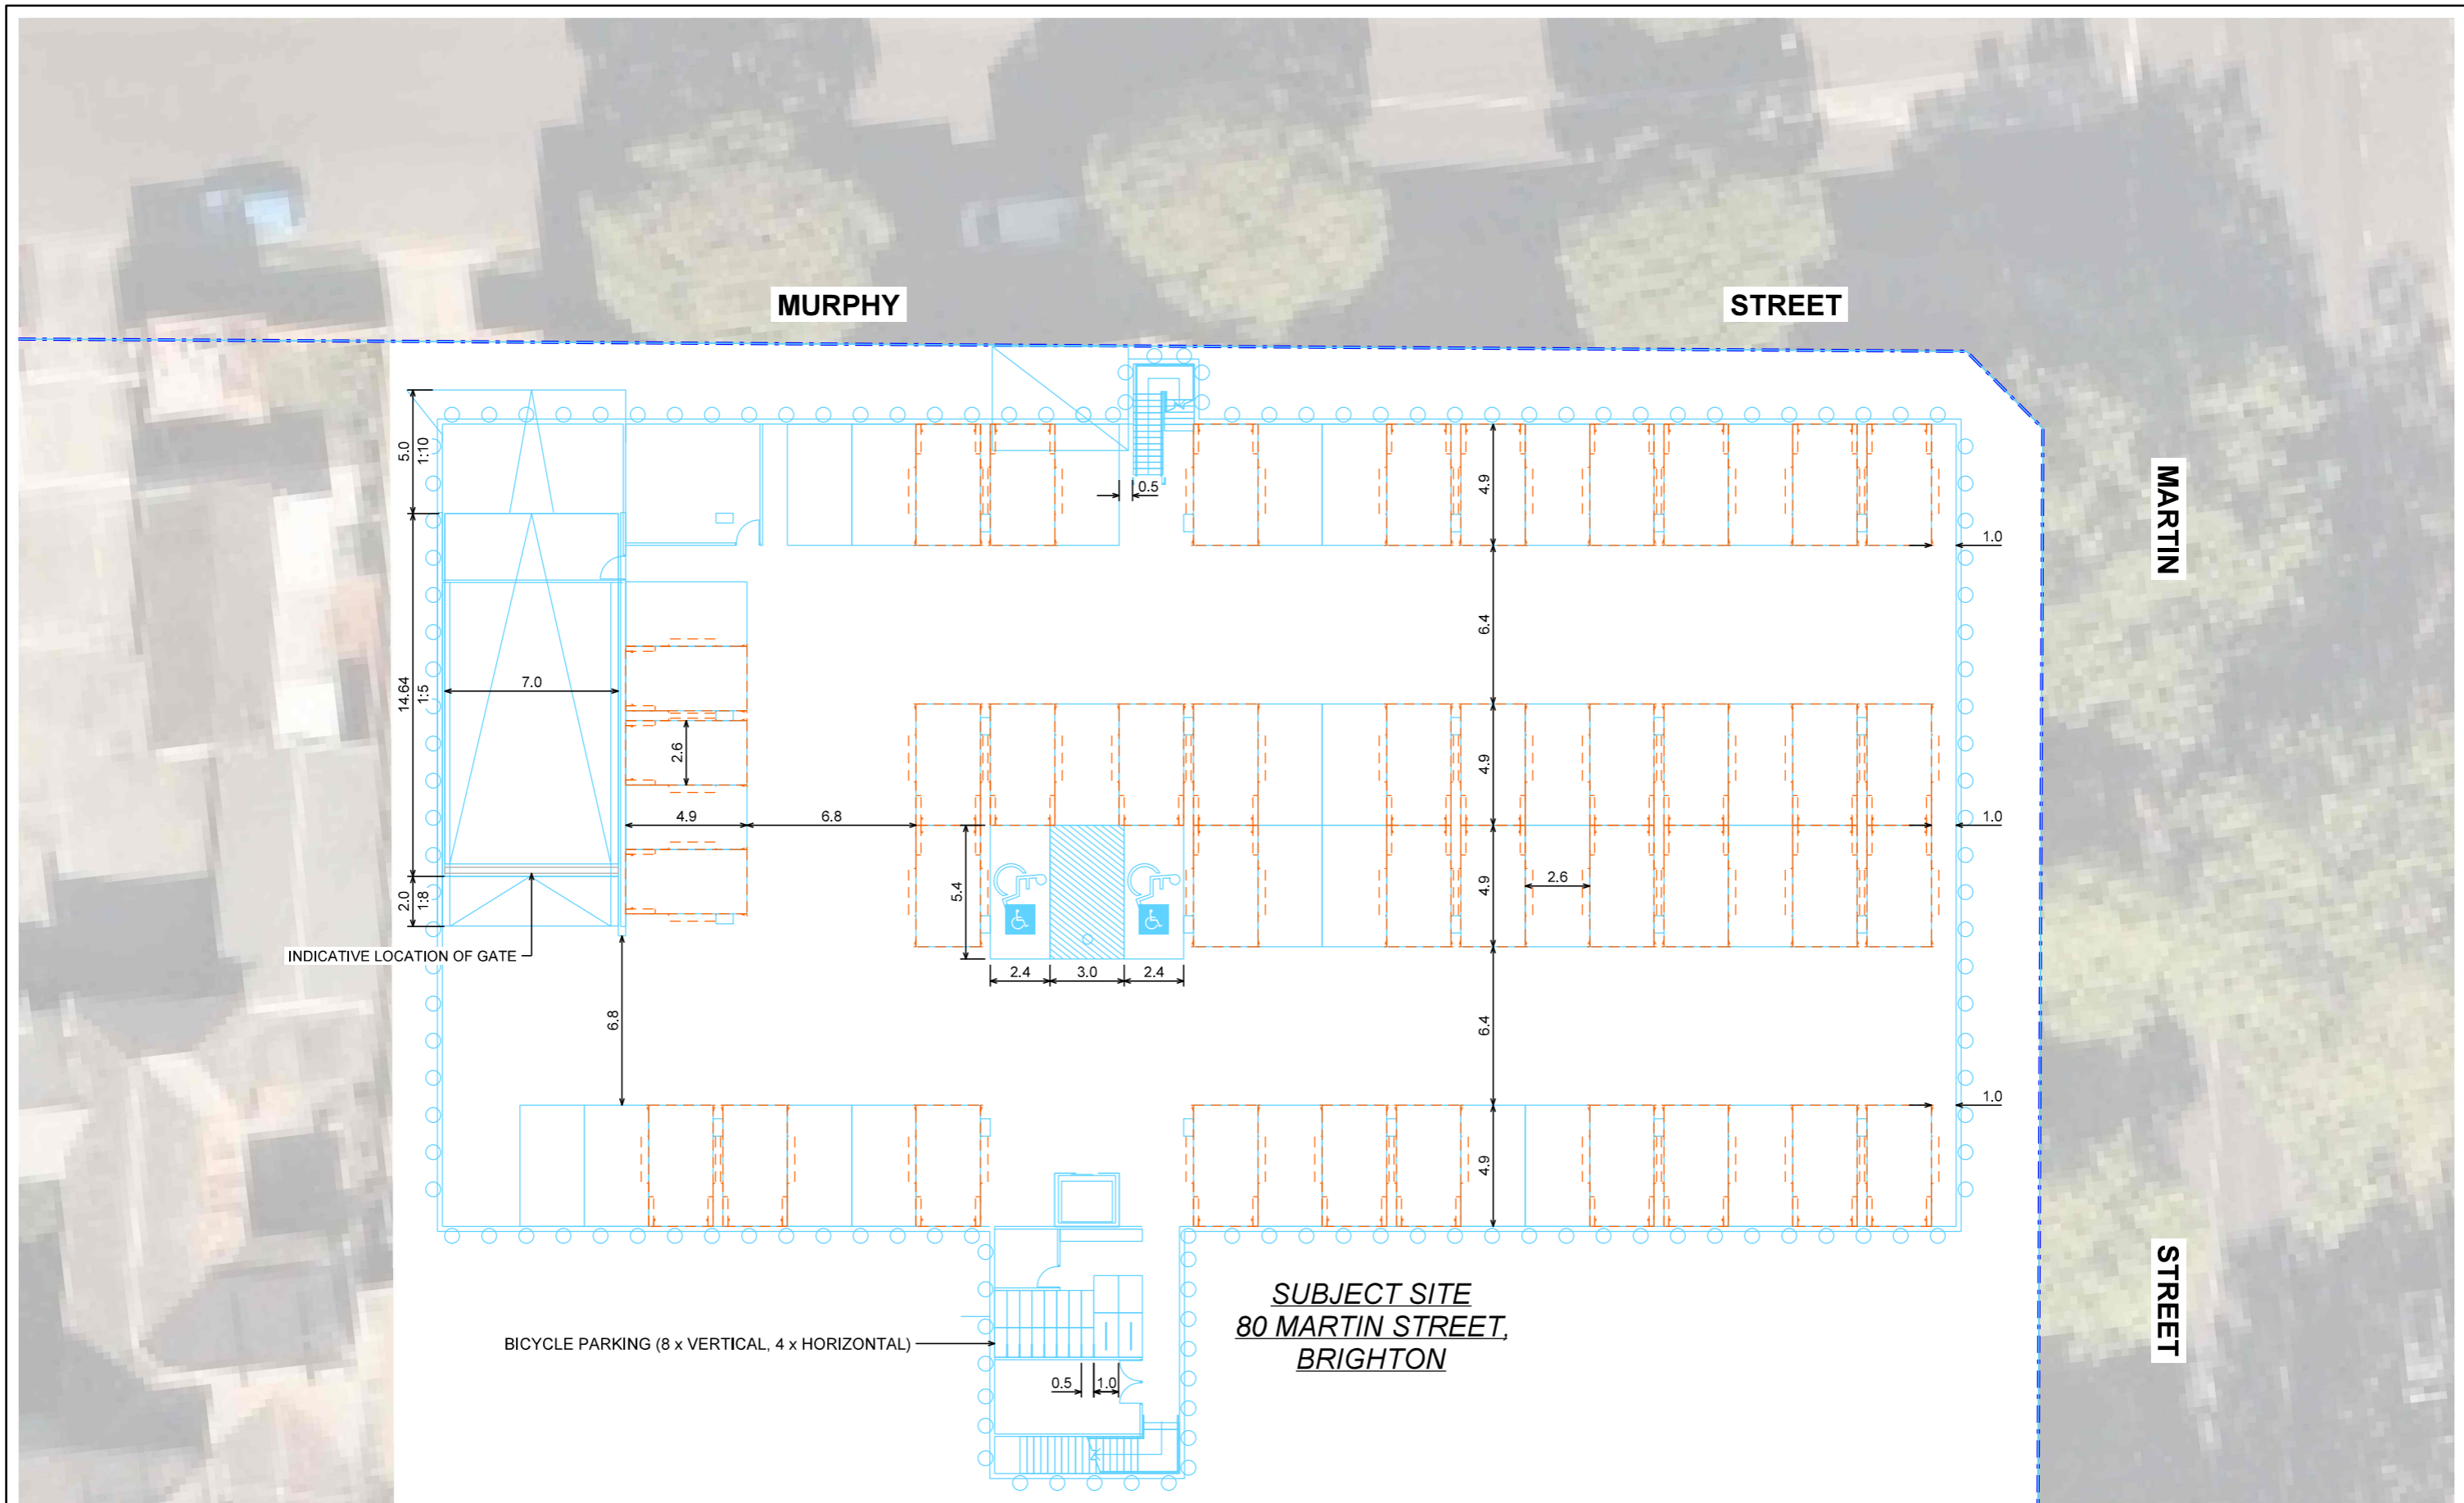 MURPHY STREET
MARTIN
STREET
5.0
1:10
14.64
1:5
2.0
1:8
7.0
0.5
4.9
1.0
6.4
2.6
4.9
6.8
4.9
1.0
5.4
4.9
2.6
2.4 3.0 2.4
INDICATIVE LOCATION OF GATE
6.8
6.4
1.0
4.9
BICYCLE PARKING (8 x VERTICAL, 4 x HORIZONTAL)
0.5 1.0
SUBJECT SITE
80 MARTIN STREET,
BRIGHTON